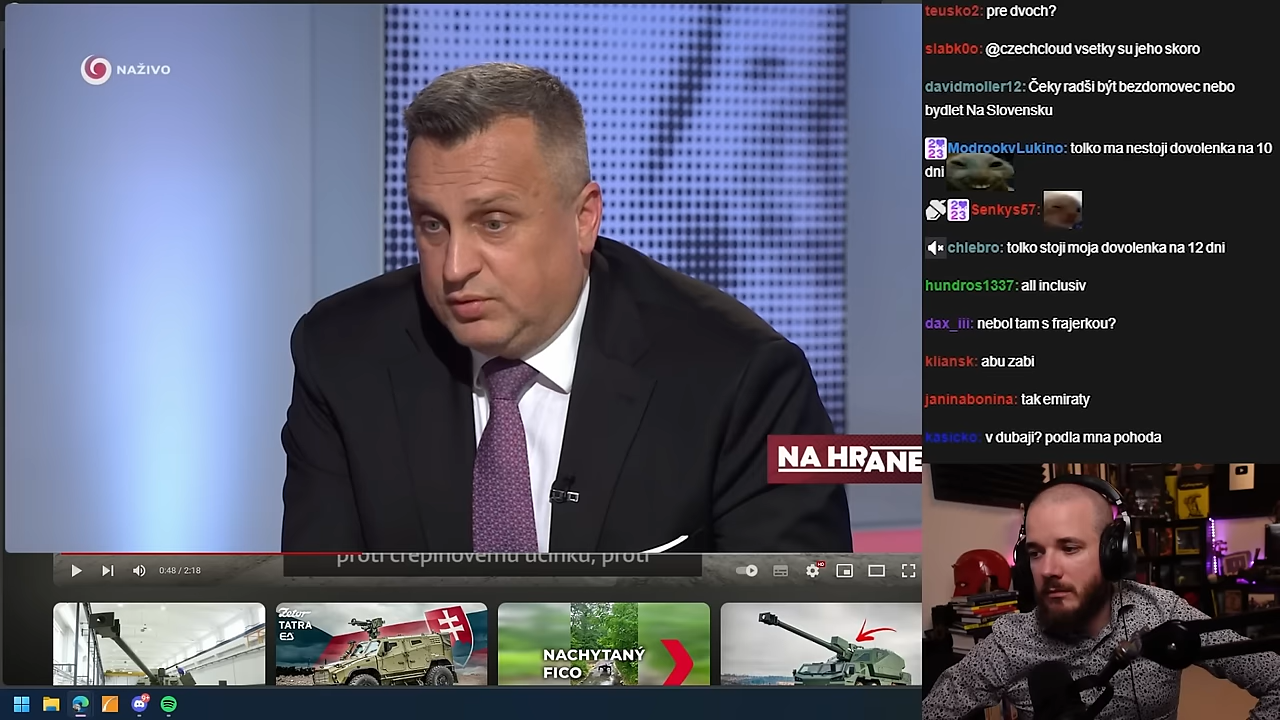 NAŽIVO
NA HRANE
proti črepinovému účinku, proti
0:48 / 2:18
HD
Zetor
TATRA
NACHYTANÝ
FICO
teusko2: pre dvoch?
slabk0o: @czechcloud vsetky su jeho skoro
davidmoller12: Čeky radši být bezdomovec nebo
bydlet Na Slovensku
ModrookyLukino: tolko ma nestoji dovolenka na 10
dni
Senkys57:
chlebro: tolko stoji moja dovolenka na 12 dni
hundros1337: all inclusiv
dax_iii: nebol tam s frajerkou?
kliansk: abu zabi
janinabonina: tak emiraty
kasicko: v dubaji? podla mna pohoda